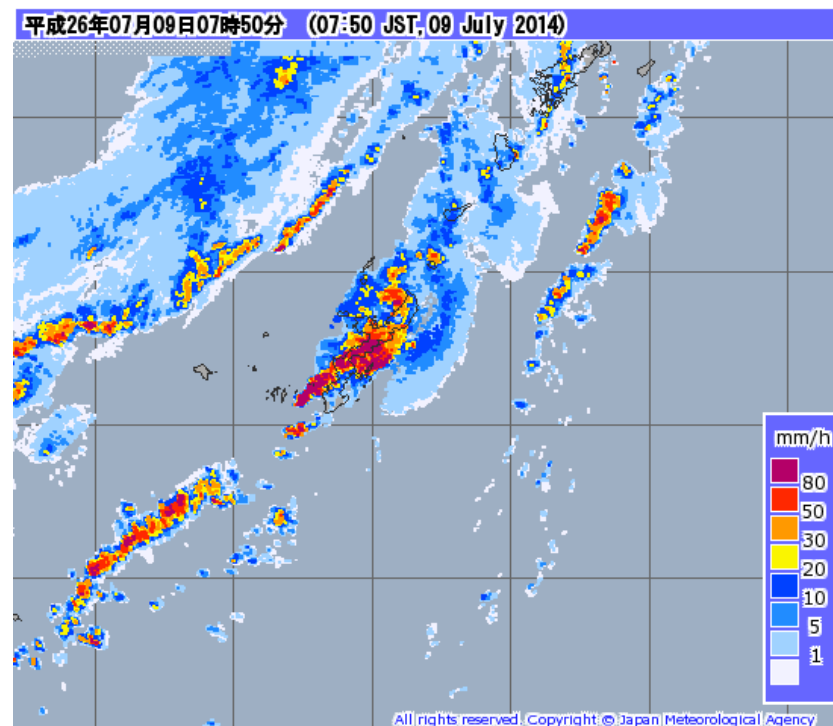 平成26年07月09日07時50分 (07:50 JST, 09 July 2014)
mm/h
80
50
30
20
10
5
1
All rights reserved. Copyright © Japan Meteorological Agency